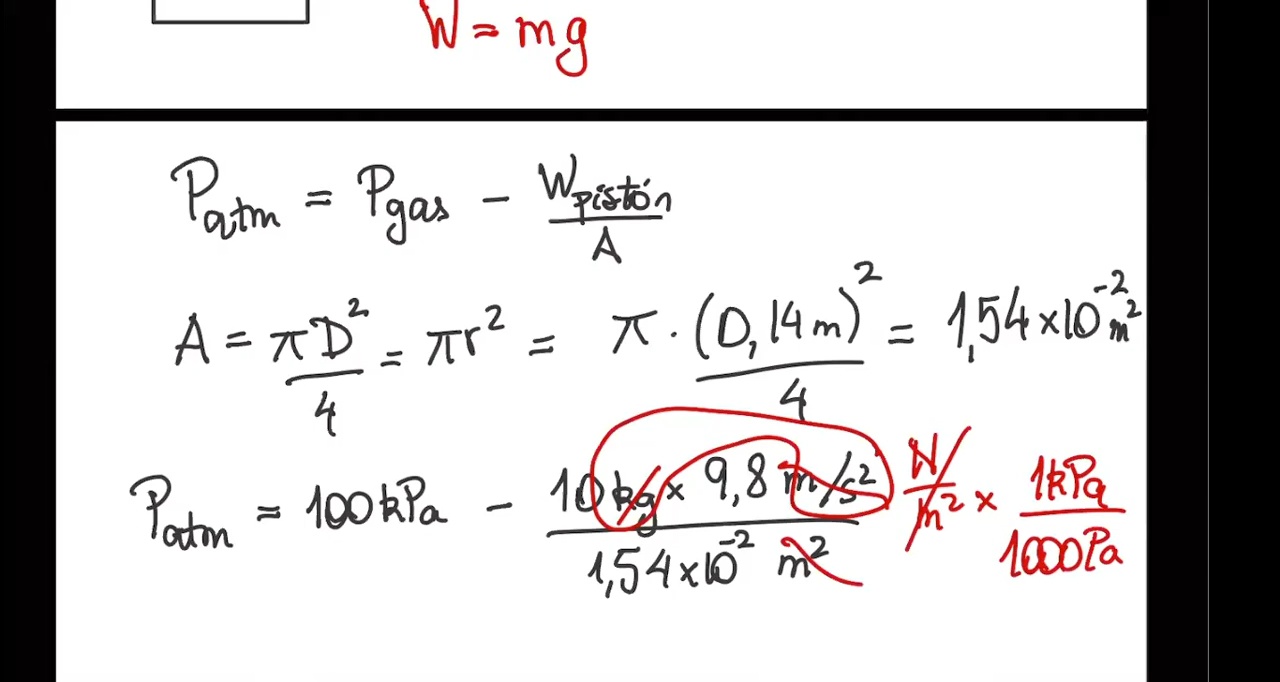 W = mg
P_atm = P_gas - W_pistón / A
A = πD² / 4 = πr² = π · (0,14 m)² / 4 = 1,54 × 10⁻² m²
P_atm = 100 kPa - 10 kg × 9,8 m/s² / 1,54 × 10⁻² m² N/m² × 1kPa / 1000Pa